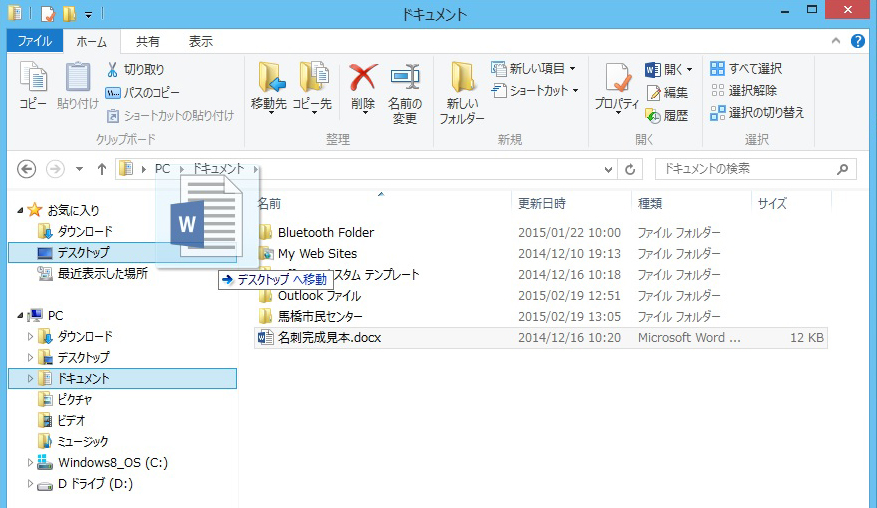 ドキュメント
ファイル ホーム 共有 表示
コピー 貼り付け 切り取り パスのコピー ショートカットの貼り付け
移動先 コピー先 削除 名前の変更
新しいフォルダー 新しい項目 ショートカット
プロパティ 開く 編集 履歴
すべて選択 選択解除 選択の切り替え
クリップボード 整理 新規 開く 選択
PC ドキュメント ドキュメントの検索
名前 更新日時 種類 サイズ
お気に入り
ダウンロード
デスクトップ
最近表示した場所
PC
ダウンロード
デスクトップ
ドキュメント
ピクチャ
ビデオ
ミュージック
Windows8_OS (C:)
D ドライブ (D:)
W
デスクトップ へ移動
Bluetooth Folder 2015/01/22 10:00 ファイル フォルダー
My Web Sites 2014/12/10 19:13 ファイル フォルダー
スタム テンプレート 2014/12/16 10:18 ファイル フォルダー
Outlook ファイル 2015/02/19 12:51 ファイル フォルダー
馬橋市民センター 2015/02/19 13:05 ファイル フォルダー
名刺完成見本.docx 2014/12/16 10:20 Microsoft Word ... 12 KB